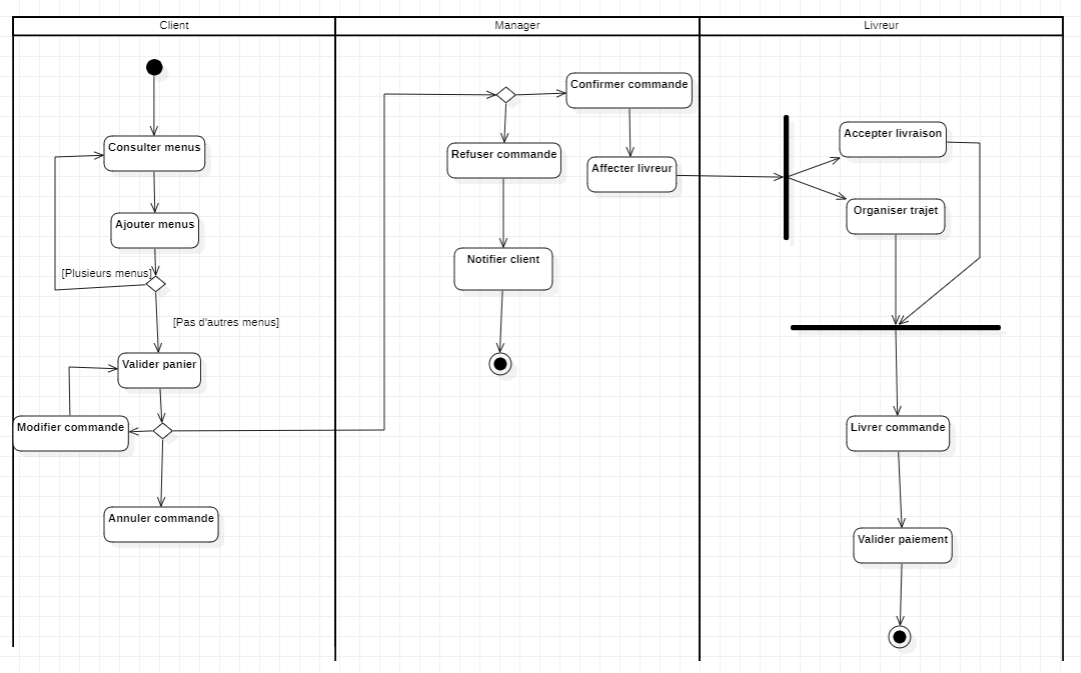 Client
Manager
Livreur
Consulter menus
Ajouter menus
[Plusieurs menus]
[Pas d'autres menus]
Valider panier
Modifier commande
Annuler commande
Confirmer commande
Refuser commande
Affecter livreur
Notifier client
Accepter livraison
Organiser trajet
Livrer commande
Valider paiement